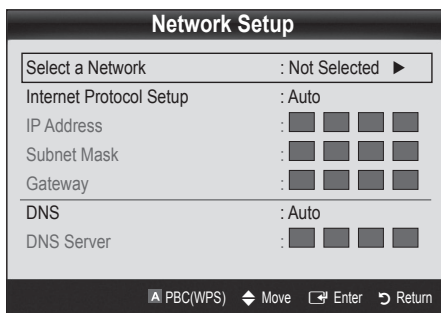 Network Setup
Select a Network : Not Selected ►
Internet Protocol Setup : Auto
IP Address :
Subnet Mask :
Gateway :
DNS : Auto
DNS Server :
A PBC(WPS) Move Enter Return